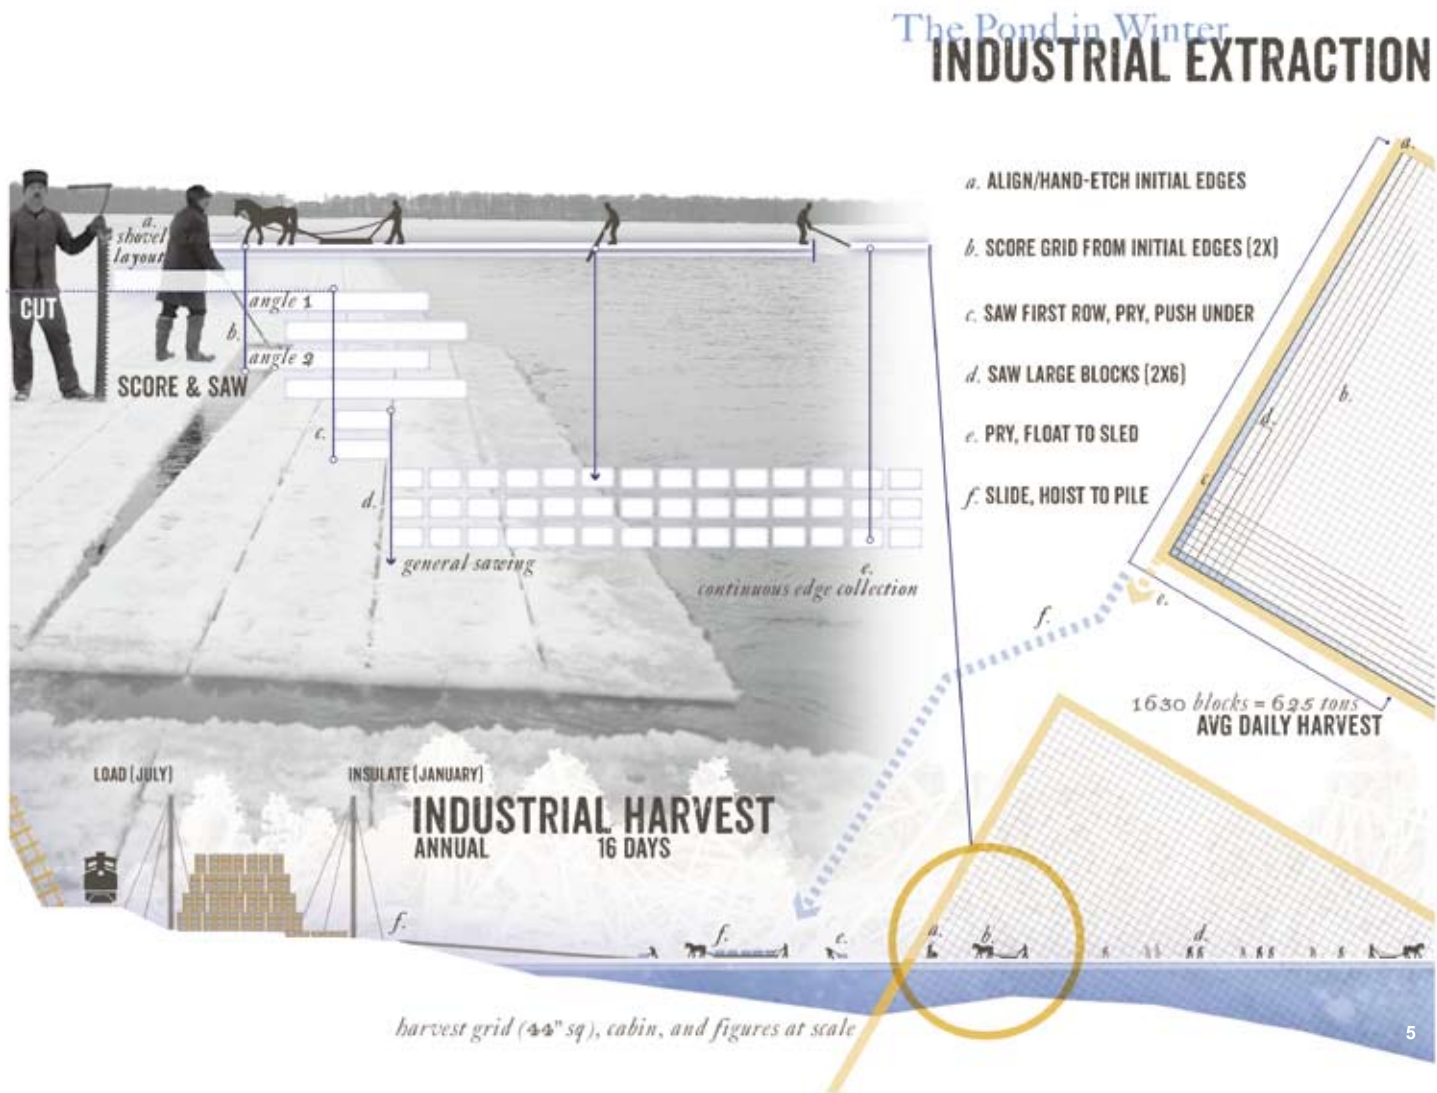 The Pond in Winter
INDUSTRIAL EXTRACTION
a. ALIGN/HAND-ETCH INITIAL EDGES
b. SCORE GRID FROM INITIAL EDGES (2X)
c. SAW FIRST ROW, PRY, PUSH UNDER
d. SAW LARGE BLOCKS (2X6)
e. PRY, FLOAT TO SLED
f. SLIDE, HOIST TO PILE
a.
shovel
layout
CUT
angle 1
b.
angle 2
SCORE & SAW
c.
d.
general sawing
e.
continuous edge collection
a.
b.
d.
c.
e.
f.
1630 blocks = 625 tons
AVG DAILY HARVEST
LOAD (JULY)
INSULATE (JANUARY)
INDUSTRIAL HARVEST
ANNUAL 16 DAYS
f.
f.
e.
a.
b.
d.
harvest grid (44" sq), cabin, and figures at scale
5